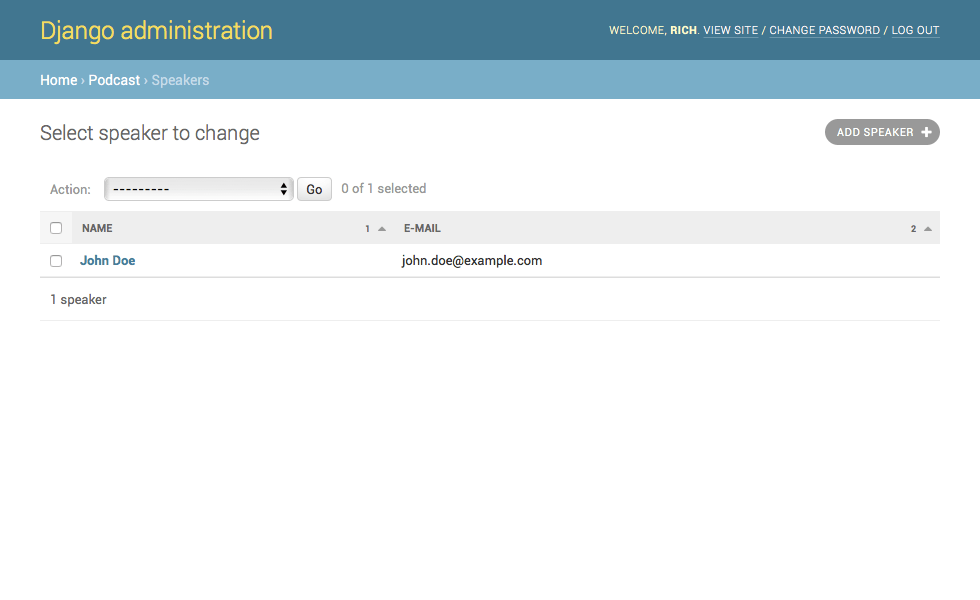 Django administration
WELCOME, RICH. VIEW SITE / CHANGE PASSWORD / LOG OUT
Home › Podcast › Speakers
Select speaker to change
ADD SPEAKER +
Action: --------- Go 0 of 1 selected
NAME 1 E-MAIL 2
John Doe john.doe@example.com
1 speaker